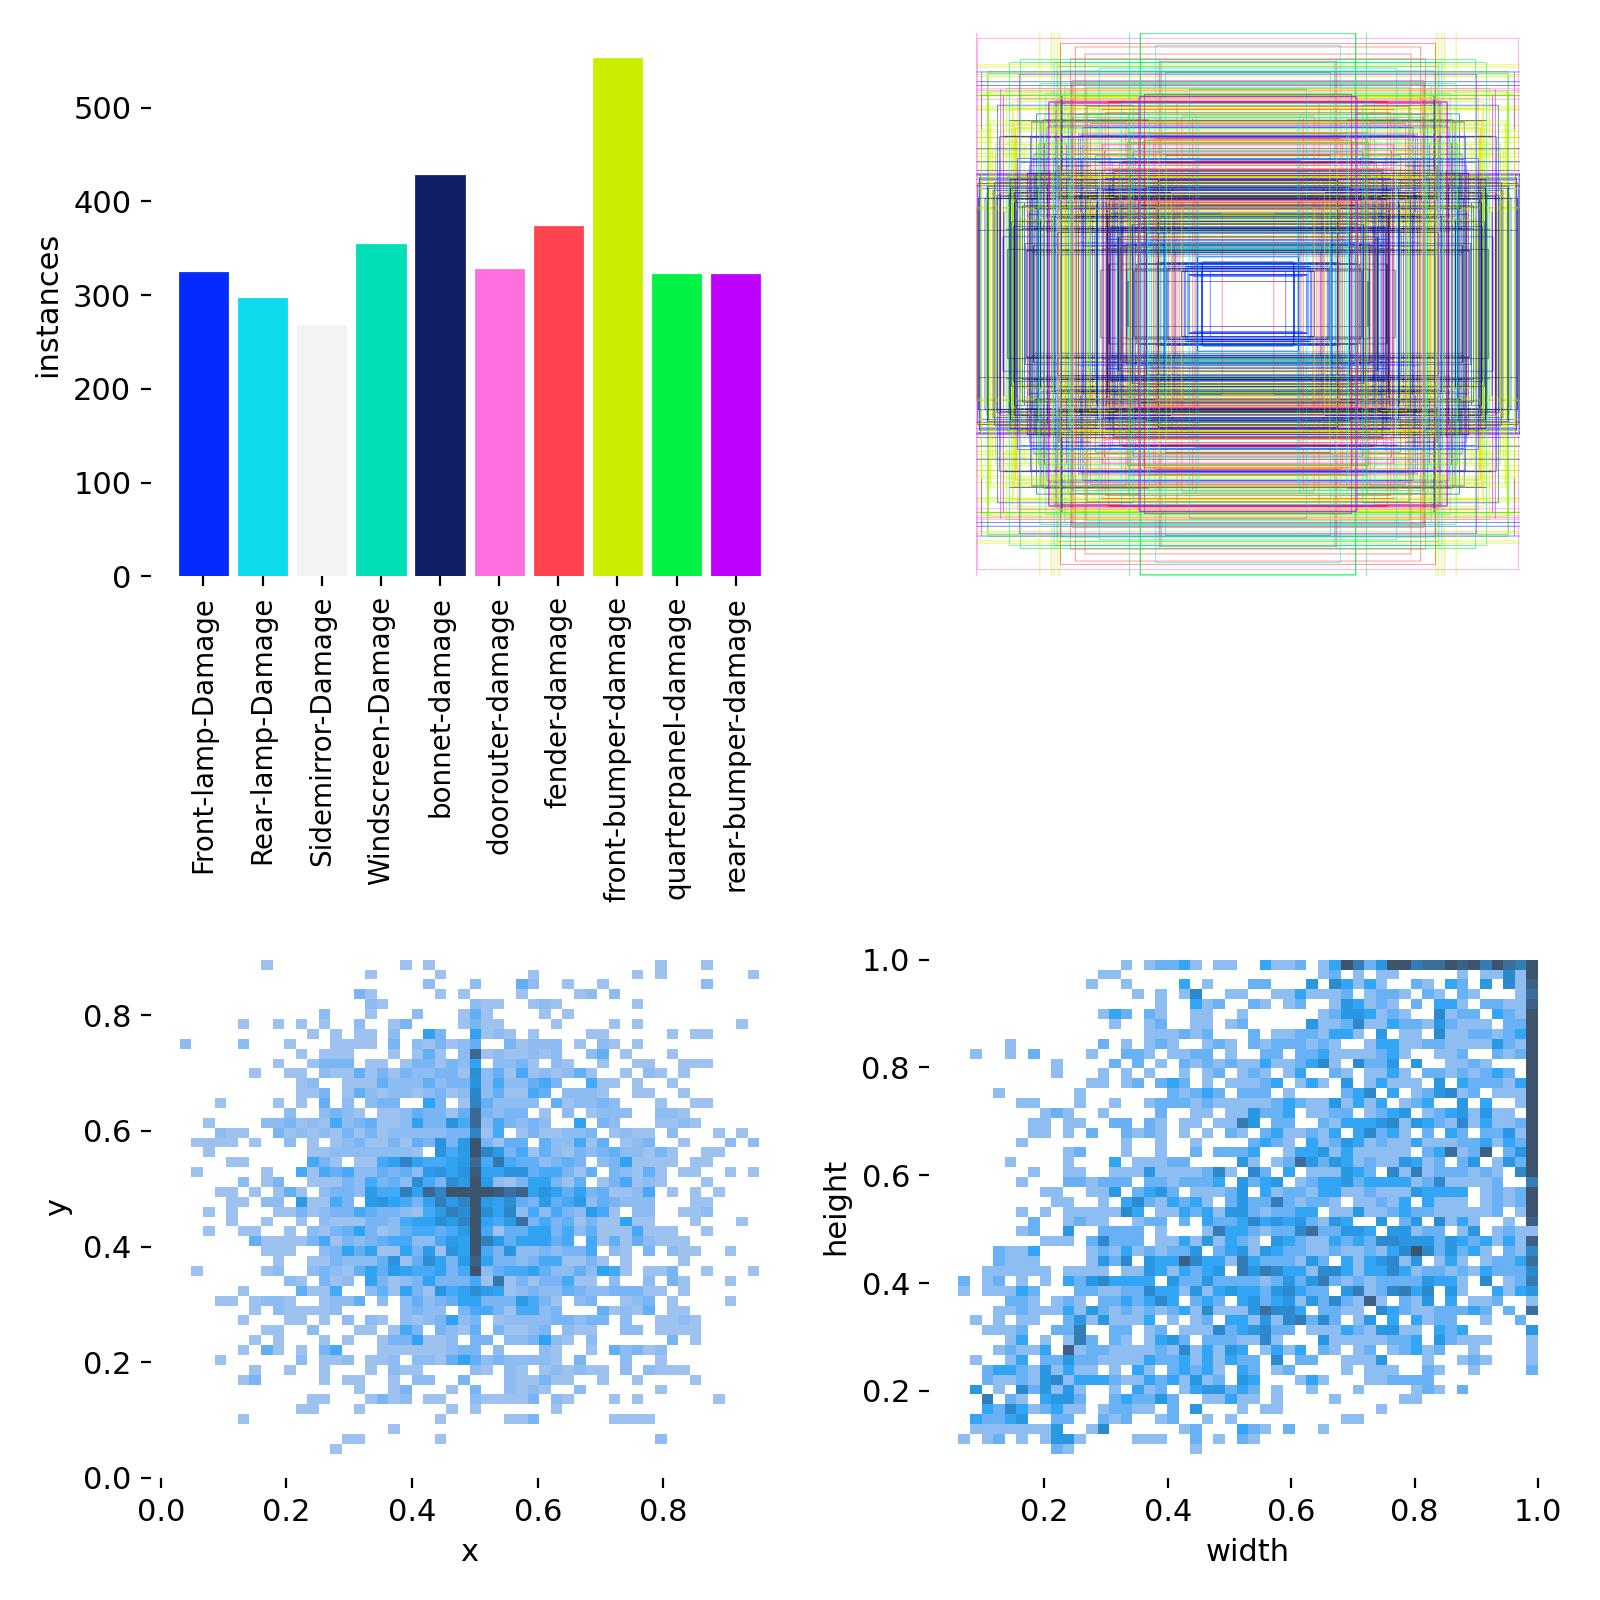 instances
500
400
300
200
100
0
Front-lamp-Damage
Rear-lamp-Damage
Sidemirror-Damage
Windscreen-Damage
bonnet-damage
doorouter-damage
fender-damage
front-bumper-damage
quarterpanel-damage
rear-bumper-damage
y
0.8
0.6
0.4
0.2
0.0
0.0 0.2 0.4 0.6 0.8
x
height
1.0
0.8
0.6
0.4
0.2
0.2 0.4 0.6 0.8 1.0
width